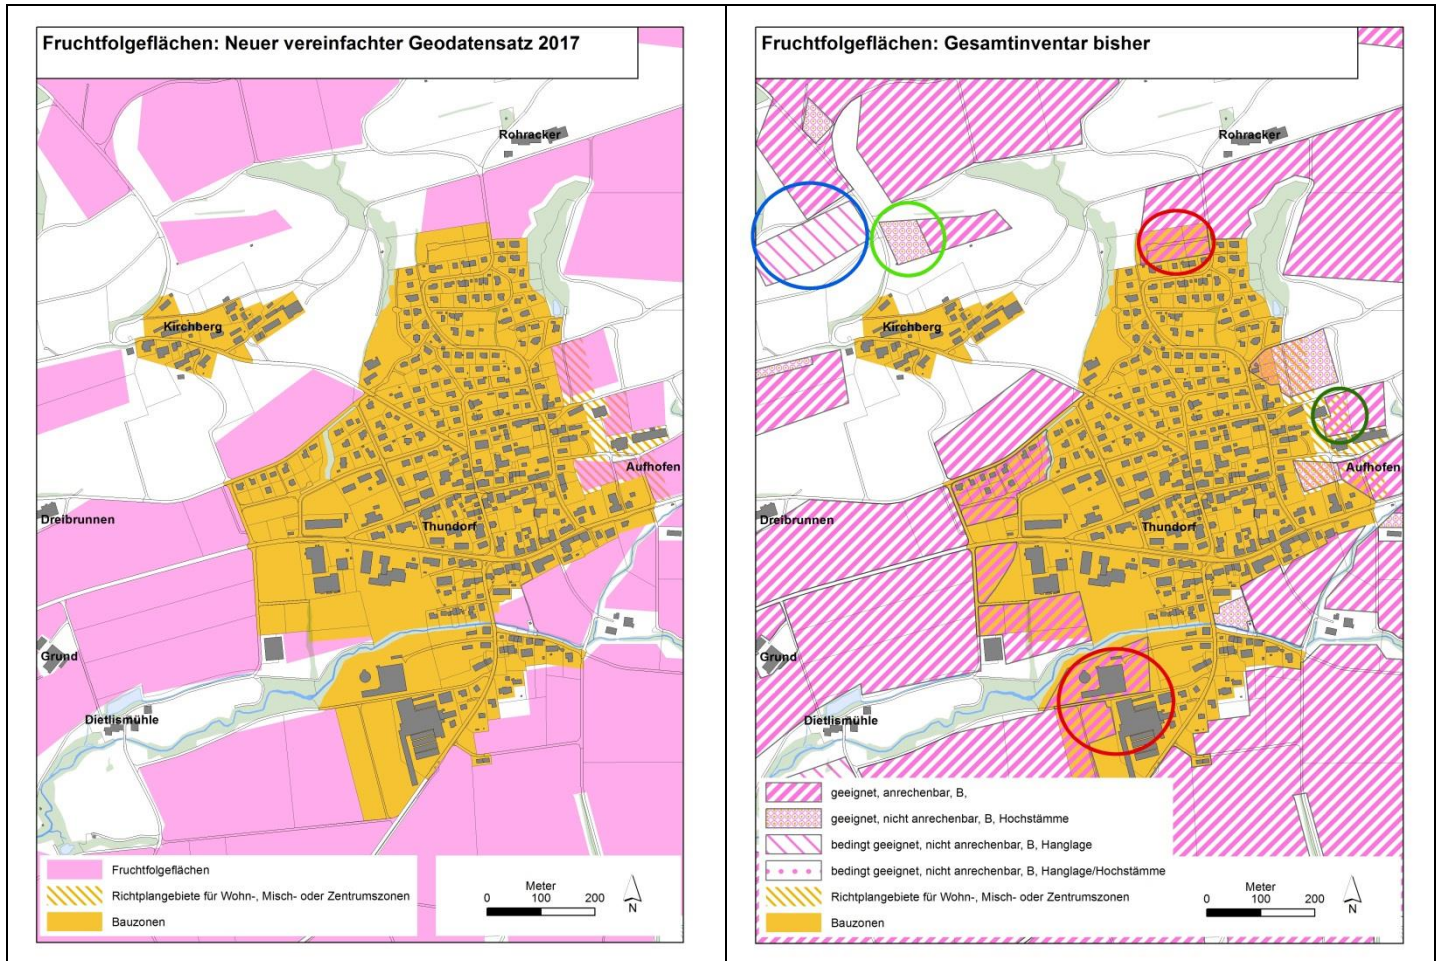 Fruchtfolgeflächen: Neuer vereinfachter Geodatensatz 2017
Rohracker
Kirchberg
Aufhofen
Dreibrunnen
Thundorf
Grund
Dietlismühle
Fruchtfolgeflächen
Richtplangebiete für Wohn-, Misch- oder Zentrumszonen
Bauzonen
Meter
0 100 200
N
Fruchtfolgeflächen: Gesamtinventar bisher
Rohracker
Kirchberg
Aufhofen
Dreibrunnen
Thundorf
Grund
Dietlismühle
geeignet, anrechenbar, B,
geeignet, nicht anrechenbar, B, Hochstämme
bedingt geeignet, nicht anrechenbar, B, Hanglage
bedingt geeignet, nicht anrechenbar, B, Hanglage/Hochstämme
Richtplangebiete für Wohn-, Misch- oder Zentrumszonen
Bauzonen
Meter
0 100 200
N